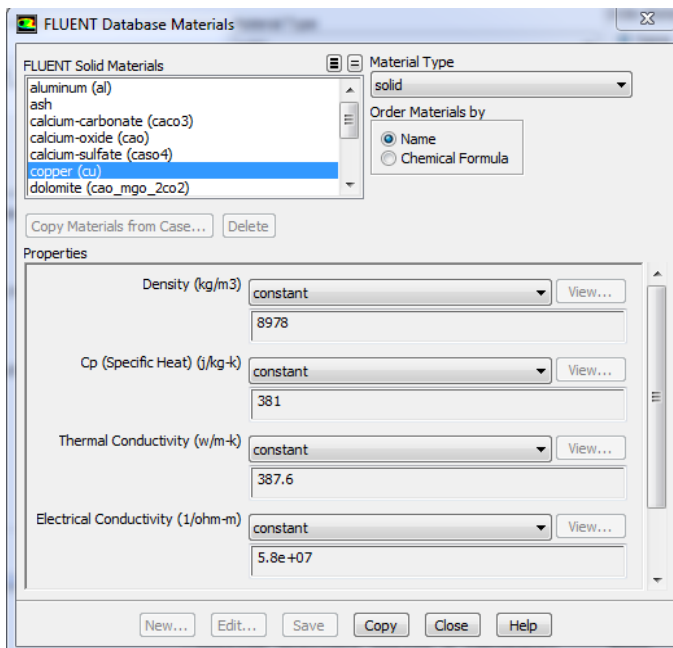 FLUENT Database Materials
FLUENT Solid Materials
aluminum (al)
ash
calcium-carbonate (caco3)
calcium-oxide (cao)
calcium-sulfate (caso4)
copper (cu)
dolomite (cao_mgo_2co2)
Material Type
solid
Order Materials by
Name
Chemical Formula
Copy Materials from Case... Delete
Properties
Density (kg/m3) constant View...
8978
Cp (Specific Heat) (j/kg-k) constant View...
381
Thermal Conductivity (w/m-k) constant View...
387.6
Electrical Conductivity (1/ohm-m) constant View...
5.8e+07
New... Edit... Save Copy Close Help